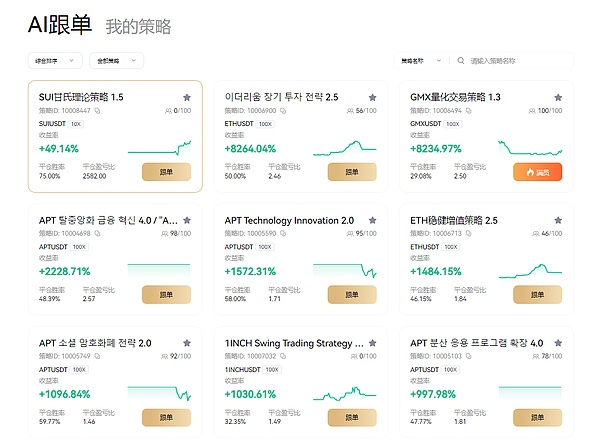 AI跟单 我的策略
综合排序 全部策略 策略名称 请输入策略名称
SUI甘氏理论策略 1.5
策略ID: 10008447 0/100
SUIUSDT 10X
收益率
+49.14%
平仓胜率 平仓盈亏比
75.00% 2582.00
跟单
이더리움 장기 투자 전략 2.5
策略ID: 10006900 56/100
ETHUSDT 100X
收益率
+8264.04%
平仓胜率 平仓盈亏比
50.00% 2.46
跟单
GMX量化交易策略 1.3
策略ID: 10006494 100/100
GMXUSDT 100X
收益率
+8234.97%
平仓胜率 平仓盈亏比
29.08% 2.50
满员
APT 탈중앙화 금융 혁신 4.0 / "A...
策略ID: 10004698 98/100
APTUSDT 100X
收益率
+2228.71%
平仓胜率 平仓盈亏比
48.39% 2.57
跟单
APT Technology Innovation 2.0
策略ID: 10005590 95/100
APTUSDT 100X
收益率
+1572.31%
平仓胜率 平仓盈亏比
58.00% 1.71
跟单
ETH稳健增值策略 2.5
策略ID: 10006713 46/100
ETHUSDT 100X
收益率
+1484.15%
平仓胜率 平仓盈亏比
46.15% 1.84
跟单
APT 소셜 암호화폐 전략 2.0
策略ID: 10005749 92/100
APTUSDT 100X
收益率
+1096.84%
平仓胜率 平仓盈亏比
59.77% 1.46
跟单
1INCH Swing Trading Strategy ...
策略ID: 10007032 0/100
1INCHUSDT 100X
收益率
+1030.61%
平仓胜率 平仓盈亏比
32.35% 1.49
跟单
APT 분산 응용 프로그램 확장 4.0
策略ID: 10005103 78/100
APTUSDT 100X
收益率
+997.98%
平仓胜率 平仓盈亏比
47.77% 1.81
跟单